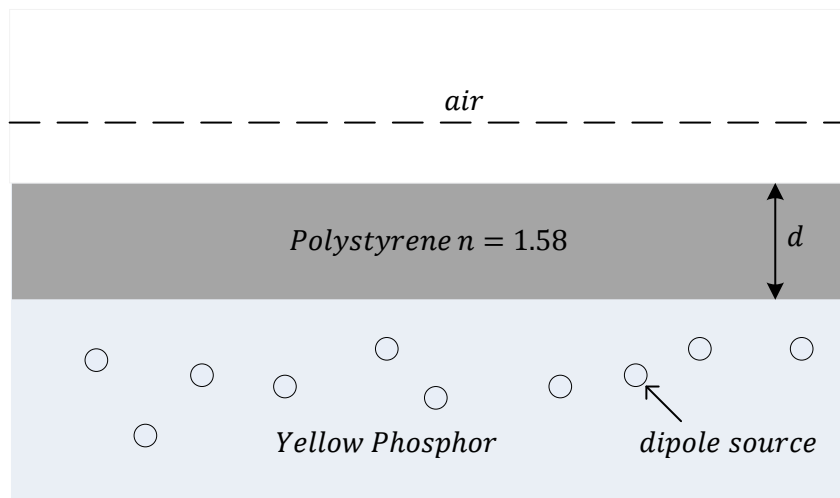 air
Polystyrene n = 1.58
d
Yellow Phosphor
dipole source